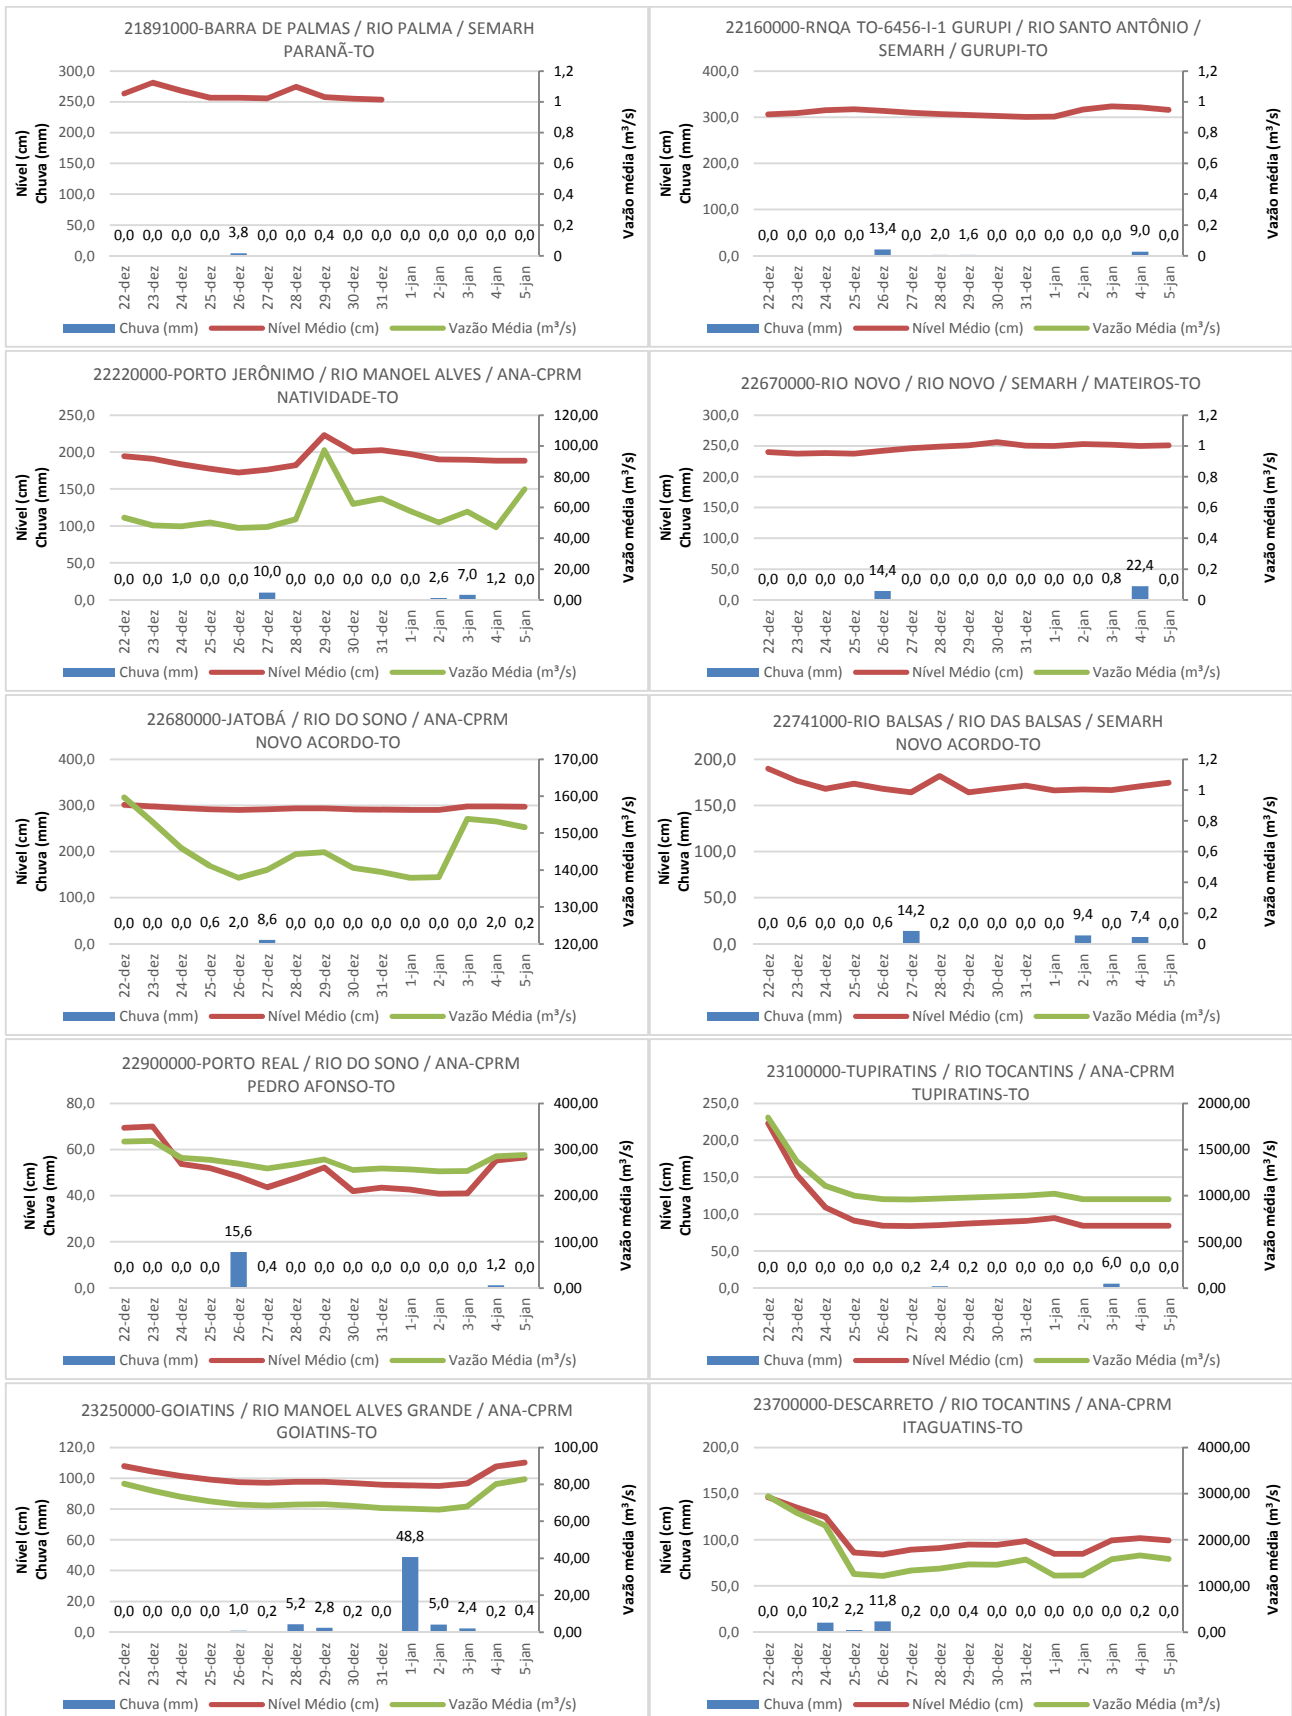 21891000-BARRA DE PALMAS / RIO PALMA / SEMARH
PARANÃ-TO
300,0
250,0
200,0
150,0
100,0
50,0
0,0
Nível (cm)
Chuva (mm)
1,2
1
0,8
0,6
0,4
0,2
0
Vazão média (m³/s)
0,0 0,0 0,0 0,0 3,8 0,0 0,0 0,4 0,0 0,0 0,0 0,0 0,0 0,0 0,0
22-dez 23-dez 24-dez 25-dez 26-dez 27-dez 28-dez 29-dez 30-dez 31-dez 1-jan 2-jan 3-jan 4-jan 5-jan
Chuva (mm) Nível Médio (cm) Vazão Média (m³/s)
22160000-RNQA TO-6456-I-1 GURUPI / RIO SANTO ANTÔNIO /
SEMARH / GURUPI-TO
400,0
300,0
200,0
100,0
0,0
Nível (cm)
Chuva (mm)
1,2
1
0,8
0,6
0,4
0,2
0
Vazão média (m³/s)
0,0 0,0 0,0 0,0 13,4 0,0 2,0 1,6 0,0 0,0 0,0 0,0 0,0 9,0 0,0
22-dez 23-dez 24-dez 25-dez 26-dez 27-dez 28-dez 29-dez 30-dez 31-dez 1-jan 2-jan 3-jan 4-jan 5-jan
Chuva (mm) Nível Médio (cm) Vazão Média (m³/s)
22220000-PORTO JERÔNIMO / RIO MANOEL ALVES / ANA-CPRM
NATIVIDADE-TO
250,0
200,0
150,0
100,0
50,0
0,0
Nível (cm)
Chuva (mm)
120,00
100,00
80,00
60,00
40,00
20,00
0,00
Vazão média (m³/s)
0,0 0,0 1,0 0,0 0,0 10,0 0,0 0,0 0,0 0,0 0,0 2,6 7,0 1,2 0,0
22-dez 23-dez 24-dez 25-dez 26-dez 27-dez 28-dez 29-dez 30-dez 31-dez 1-jan 2-jan 3-jan 4-jan 5-jan
Chuva (mm) Nível Médio (cm) Vazão Média (m³/s)
22670000-RIO NOVO / RIO NOVO / SEMARH / MATEIROS-TO
300,0
250,0
200,0
150,0
100,0
50,0
0,0
Nível (cm)
Chuva (mm)
1,2
1
0,8
0,6
0,4
0,2
0
Vazão média (m³/s)
0,0 0,0 0,0 0,0 14,4 0,0 0,0 0,0 0,0 0,0 0,0 0,0 0,8 22,4 0,0
22-dez 23-dez 24-dez 25-dez 26-dez 27-dez 28-dez 29-dez 30-dez 31-dez 1-jan 2-jan 3-jan 4-jan 5-jan
Chuva (mm) Nível Médio (cm) Vazão Média (m³/s)
22680000-JATOBÁ / RIO DO SONO / ANA-CPRM
NOVO ACORDO-TO
400,0
300,0
200,0
100,0
0,0
Nível (cm)
Chuva (mm)
170,00
160,00
150,00
140,00
130,00
120,00
Vazão média (m³/s)
0,0 0,0 0,0 0,6 2,0 8,6 0,0 0,0 0,0 0,0 0,0 0,0 0,0 2,0 0,2
22-dez 23-dez 24-dez 25-dez 26-dez 27-dez 28-dez 29-dez 30-dez 31-dez 1-jan 2-jan 3-jan 4-jan 5-jan
Chuva (mm) Nível Médio (cm) Vazão Média (m³/s)
22741000-RIO BALSAS / RIO DAS BALSAS / SEMARH
NOVO ACORDO-TO
200,0
150,0
100,0
50,0
0,0
Nível (cm)
Chuva (mm)
1,2
1
0,8
0,6
0,4
0,2
0
Vazão média (m³/s)
0,0 0,6 0,0 0,0 0,6 14,2 0,2 0,0 0,0 0,0 0,0 9,4 0,0 7,4 0,0
22-dez 23-dez 24-dez 25-dez 26-dez 27-dez 28-dez 29-dez 30-dez 31-dez 1-jan 2-jan 3-jan 4-jan 5-jan
Chuva (mm) Nível Médio (cm) Vazão Média (m³/s)
22900000-PORTO REAL / RIO DO SONO / ANA-CPRM
PEDRO AFONSO-TO
80,0
60,0
40,0
20,0
0,0
Nível (cm)
Chuva (mm)
400,00
300,00
200,00
100,00
0,00
Vazão média (m³/s)
0,0 0,0 0,0 0,0 15,6 0,4 0,0 0,0 0,0 0,0 0,0 0,0 0,0 1,2 0,0
22-dez 23-dez 24-dez 25-dez 26-dez 27-dez 28-dez 29-dez 30-dez 31-dez 1-jan 2-jan 3-jan 4-jan 5-jan
Chuva (mm) Nível Médio (cm) Vazão Média (m³/s)
23100000-TUPIRATINS / RIO TOCANTINS / ANA-CPRM
TUPIRATINS-TO
250,0
200,0
150,0
100,0
50,0
0,0
Nível (cm)
Chuva (mm)
2000,00
1500,00
1000,00
500,00
0,00
Vazão média (m³/s)
0,0 0,0 0,0 0,0 0,0 0,2 2,4 0,2 0,0 0,0 0,0 0,0 6,0 0,0 0,0
22-dez 23-dez 24-dez 25-dez 26-dez 27-dez 28-dez 29-dez 30-dez 31-dez 1-jan 2-jan 3-jan 4-jan 5-jan
Chuva (mm) Nível Médio (cm) Vazão Média (m³/s)
23250000-GOIATINS / RIO MANOEL ALVES GRANDE / ANA-CPRM
GOIATINS-TO
120,0
100,0
80,0
60,0
40,0
20,0
0,0
Nível (cm)
Chuva (mm)
100,00
80,00
60,00
40,00
20,00
0,00
Vazão média (m³/s)
0,0 0,0 0,0 0,0 1,0 0,2 5,2 2,8 0,2 0,0 48,8 5,0 2,4 0,2 0,4
22-dez 23-dez 24-dez 25-dez 26-dez 27-dez 28-dez 29-dez 30-dez 31-dez 1-jan 2-jan 3-jan 4-jan 5-jan
Chuva (mm) Nível Médio (cm) Vazão Média (m³/s)
23700000-DESCARRETO / RIO TOCANTINS / ANA-CPRM
ITAGUATINS-TO
200,0
150,0
100,0
50,0
0,0
Nível (cm)
Chuva (mm)
4000,00
3000,00
2000,00
1000,00
0,00
Vazão média (m³/s)
0,0 0,0 10,2 2,2 11,8 0,2 0,0 0,4 0,0 0,0 0,0 0,0 0,0 0,2 0,0
22-dez 23-dez 24-dez 25-dez 26-dez 27-dez 28-dez 29-dez 30-dez 31-dez 1-jan 2-jan 3-jan 4-jan 5-jan
Chuva (mm) Nível Médio (cm) Vazão Média (m³/s)